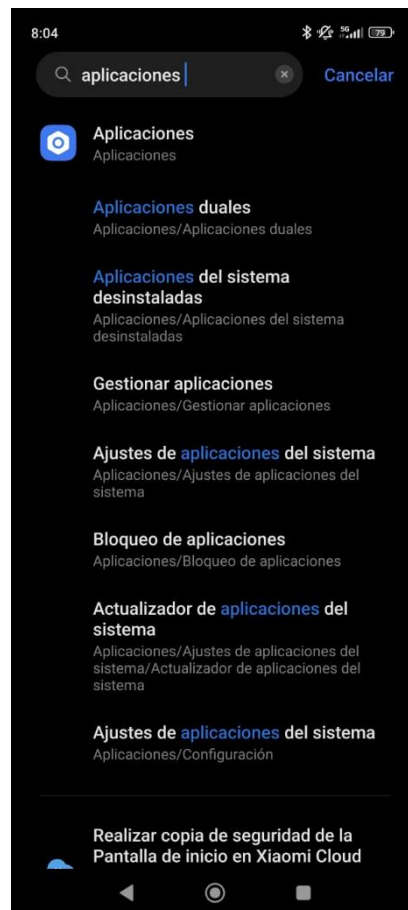 8:04
5G
79
aplicaciones
Cancelar
Aplicaciones
Aplicaciones
Aplicaciones duales
Aplicaciones/Aplicaciones duales
Aplicaciones del sistema
desinstaladas
Aplicaciones/Aplicaciones del sistema
desinstaladas
Gestionar aplicaciones
Aplicaciones/Gestionar aplicaciones
Ajustes de aplicaciones del sistema
Aplicaciones/Ajustes de aplicaciones del
sistema
Bloqueo de aplicaciones
Aplicaciones/Bloqueo de aplicaciones
Actualizador de aplicaciones del
sistema
Aplicaciones/Ajustes de aplicaciones del
sistema/Actualizador de aplicaciones del
sistema
Ajustes de aplicaciones del sistema
Aplicaciones/Configuración
Realizar copia de seguridad de la
Pantalla de inicio en Xiaomi Cloud